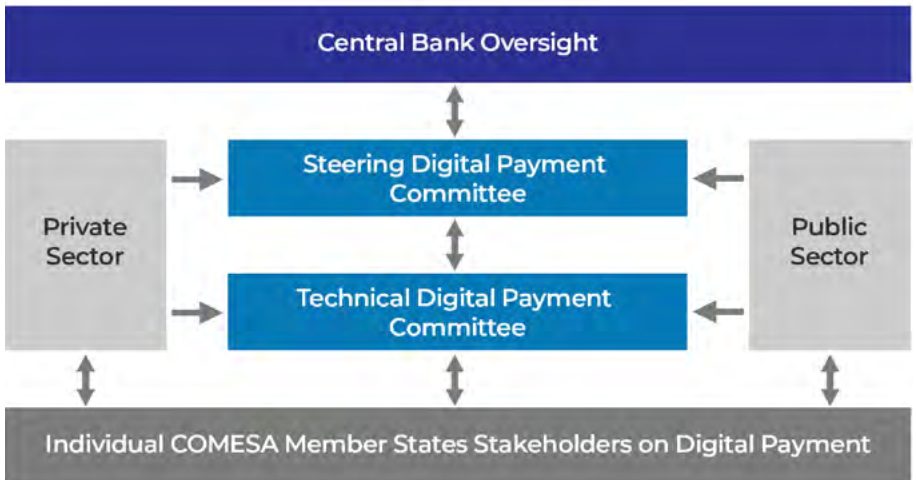 Central Bank Oversight
Steering Digital Payment
Committee
Private
Sector
Public
Sector
Technical Digital Payment
Committee
Individual COMESA Member States Stakeholders on Digital Payment